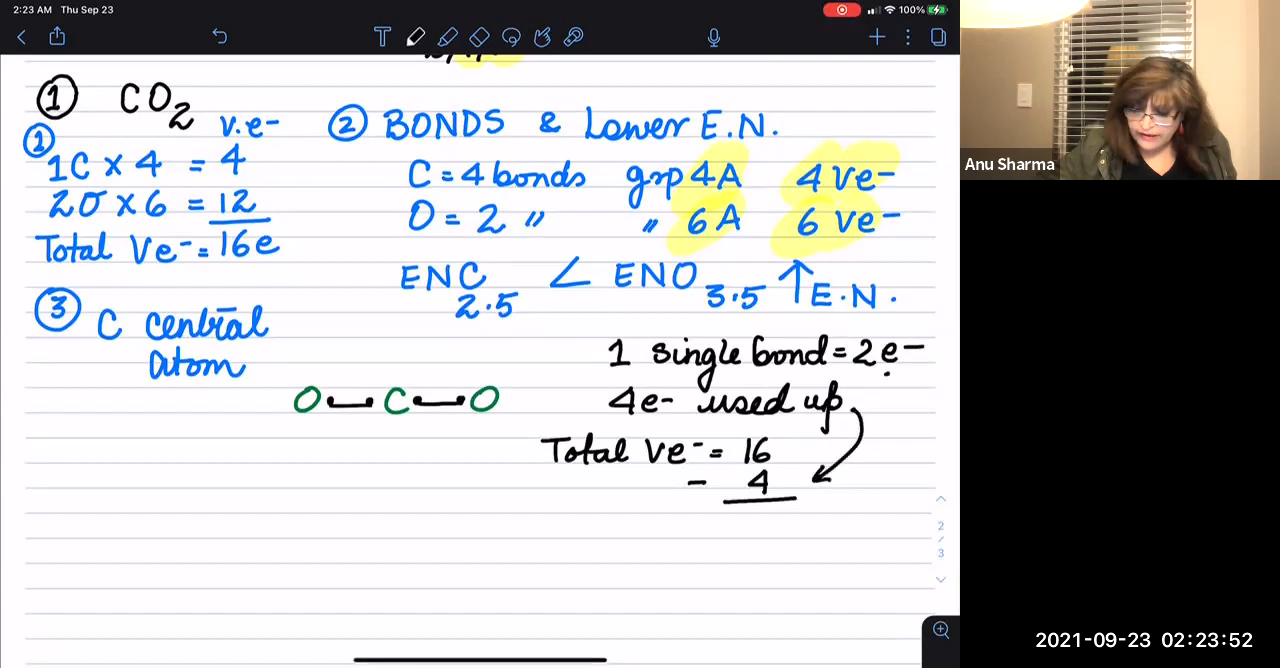 2:23 AM Thu Sep 23
100%
① CO2
① v.e-
1C x 4 = 4
2O x 6 = 12
Total Ve- = 16e
② BONDS & Lower E.N.
C = 4 bonds grp 4A 4 ve-
O = 2 〃 〃 6A 6 ve-
ENC 2.5 < ENO 3.5 ↑ E.N.
③ C central
atom
O — C — O
1 single bond = 2e-
4e- used up
Total Ve- = 16
- 4
2
/
3
Anu Sharma
2021-09-23 02:23:52